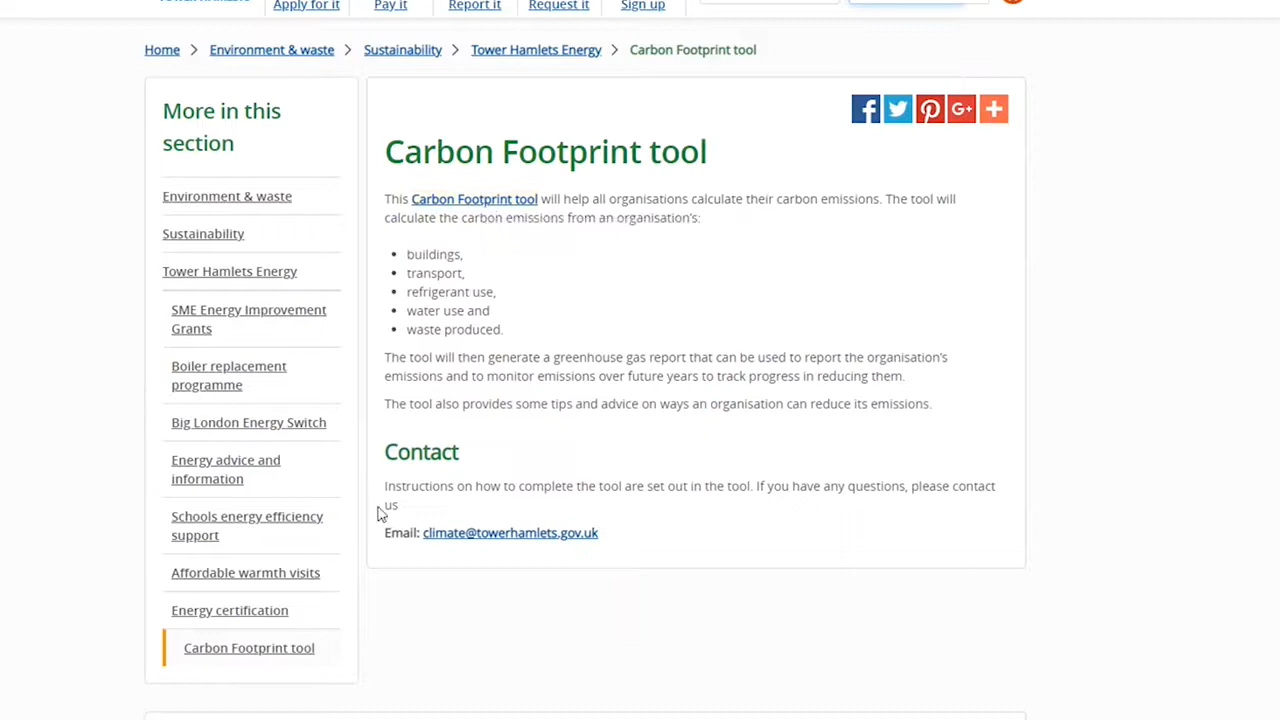 Apply for it
Pay it
Report it
Request it
Sign up
Home > Environment & waste > Sustainability > Tower Hamlets Energy > Carbon Footprint tool
More in this
section
Environment & waste
Sustainability
Tower Hamlets Energy
SME Energy Improvement
Grants
Boiler replacement
programme
Big London Energy Switch
Energy advice and
information
Schools energy efficiency
support
Affordable warmth visits
Energy certification
Carbon Footprint tool
Carbon Footprint tool
This Carbon Footprint tool will help all organisations calculate their carbon emissions. The tool will
calculate the carbon emissions from an organisation's:
• buildings,
• transport,
• refrigerant use,
• water use and
• waste produced.
The tool will then generate a greenhouse gas report that can be used to report the organisation's
emissions and to monitor emissions over future years to track progress in reducing them.
The tool also provides some tips and advice on ways an organisation can reduce its emissions.
Contact
Instructions on how to complete the tool are set out in the tool. If you have any questions, please contact
us
Email: climate@towerhamlets.gov.uk